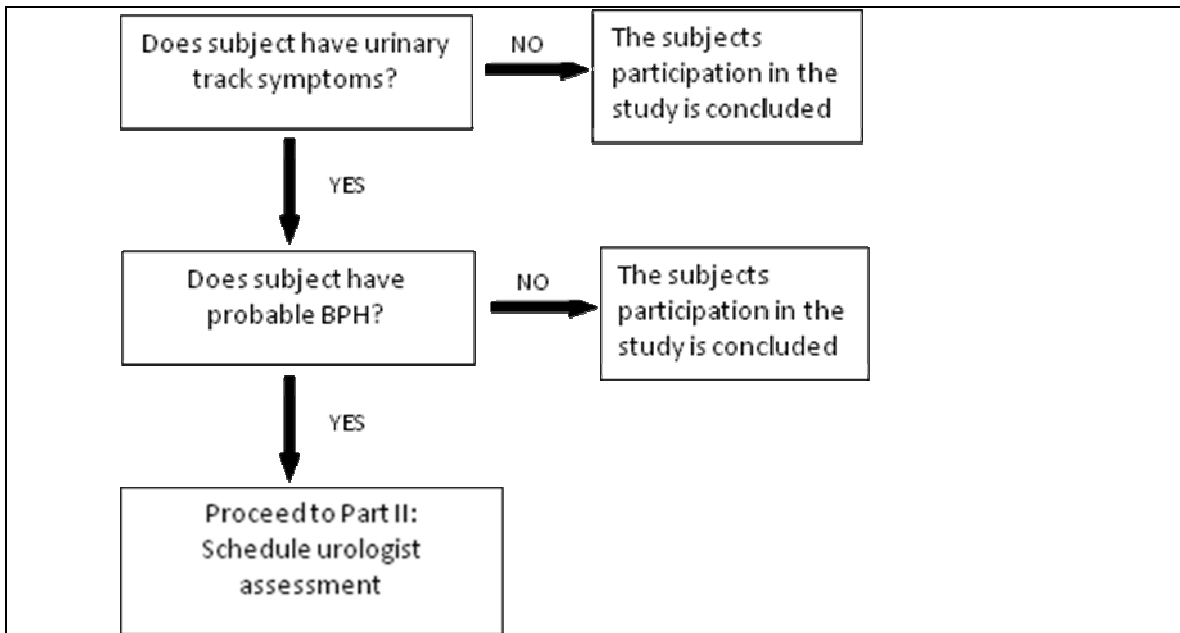 Does subject have urinary
track symptoms?
NO
The subjects
participation in the
study is concluded
YES
Does subject have
probable BPH?
NO
The subjects
participation in the
study is concluded
YES
Proceed to Part II:
Schedule urologist
assessment